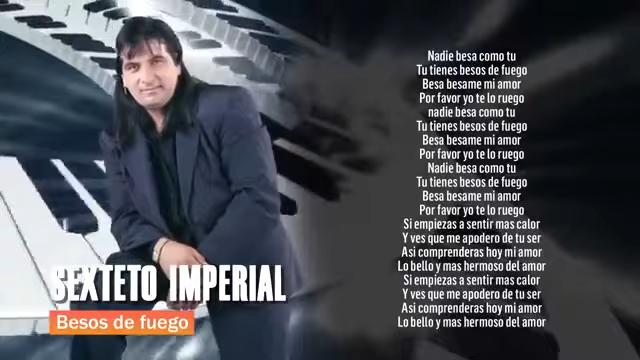 SEXTETO IMPERIAL
Besos de fuego
Nadie besa como tu
Tu tienes besos de fuego
Besa besame mi amor
Por favor yo te lo ruego
nadie besa como tu
Tu tienes besos de fuego
Besa besame mi amor
Por favor yo te lo ruego
Nadie besa como tu
Tu tienes besos de fuego
Besa besame mi amor
Por favor yo te lo ruego
Si empiezas a sentir mas calor
Y ves que me apodero de tu ser
Asi comprenderas hoy mi amor
Lo bello y mas hermoso del amor
Si empiezas a sentir mas calor
Y ves que me apodero de tu ser
Asi comprenderas hoy mi amor
Lo bello y mas hermoso del amor